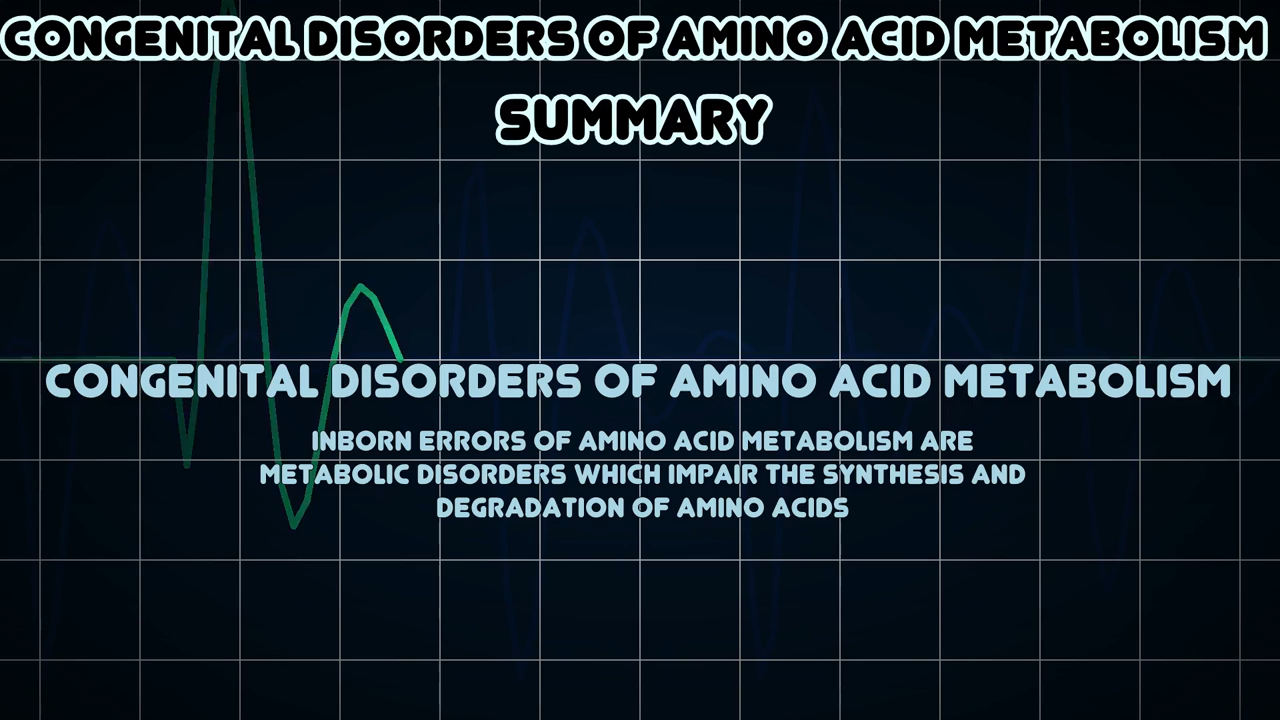 CONGENITAL DISORDERS OF AMINO ACID METABOLISM
SUMMARY
CONGENITAL DISORDERS OF AMINO ACID METABOLISM
INBORN ERRORS OF AMINO ACID METABOLISM ARE
METABOLIC DISORDERS WHICH IMPAIR THE SYNTHESIS AND
DEGRADATION OF AMINO ACIDS